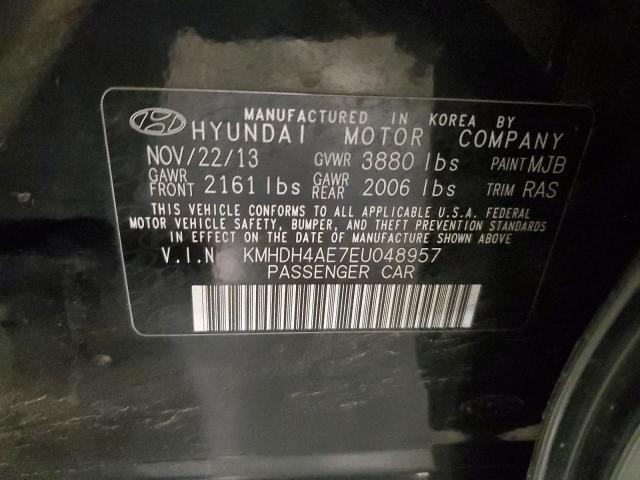 MANUFACTURED IN KOREA BY
HYUNDAI MOTOR COMPANY
NOV/22/13 GVWR 3880 lbs PAINT MJB
GAWR FRONT 2161 lbs GAWR REAR 2006 lbs TRIM RAS
THIS VEHICLE CONFORMS TO ALL APPLICABLE U.S.A. FEDERAL
MOTOR VEHICLE SAFETY, BUMPER, AND THEFT PREVENTION STANDARDS
IN EFFECT ON THE DATE OF MANUFACTURE SHOWN ABOVE
V.I.N KMHDH4AE7EU048957
PASSENGER CAR